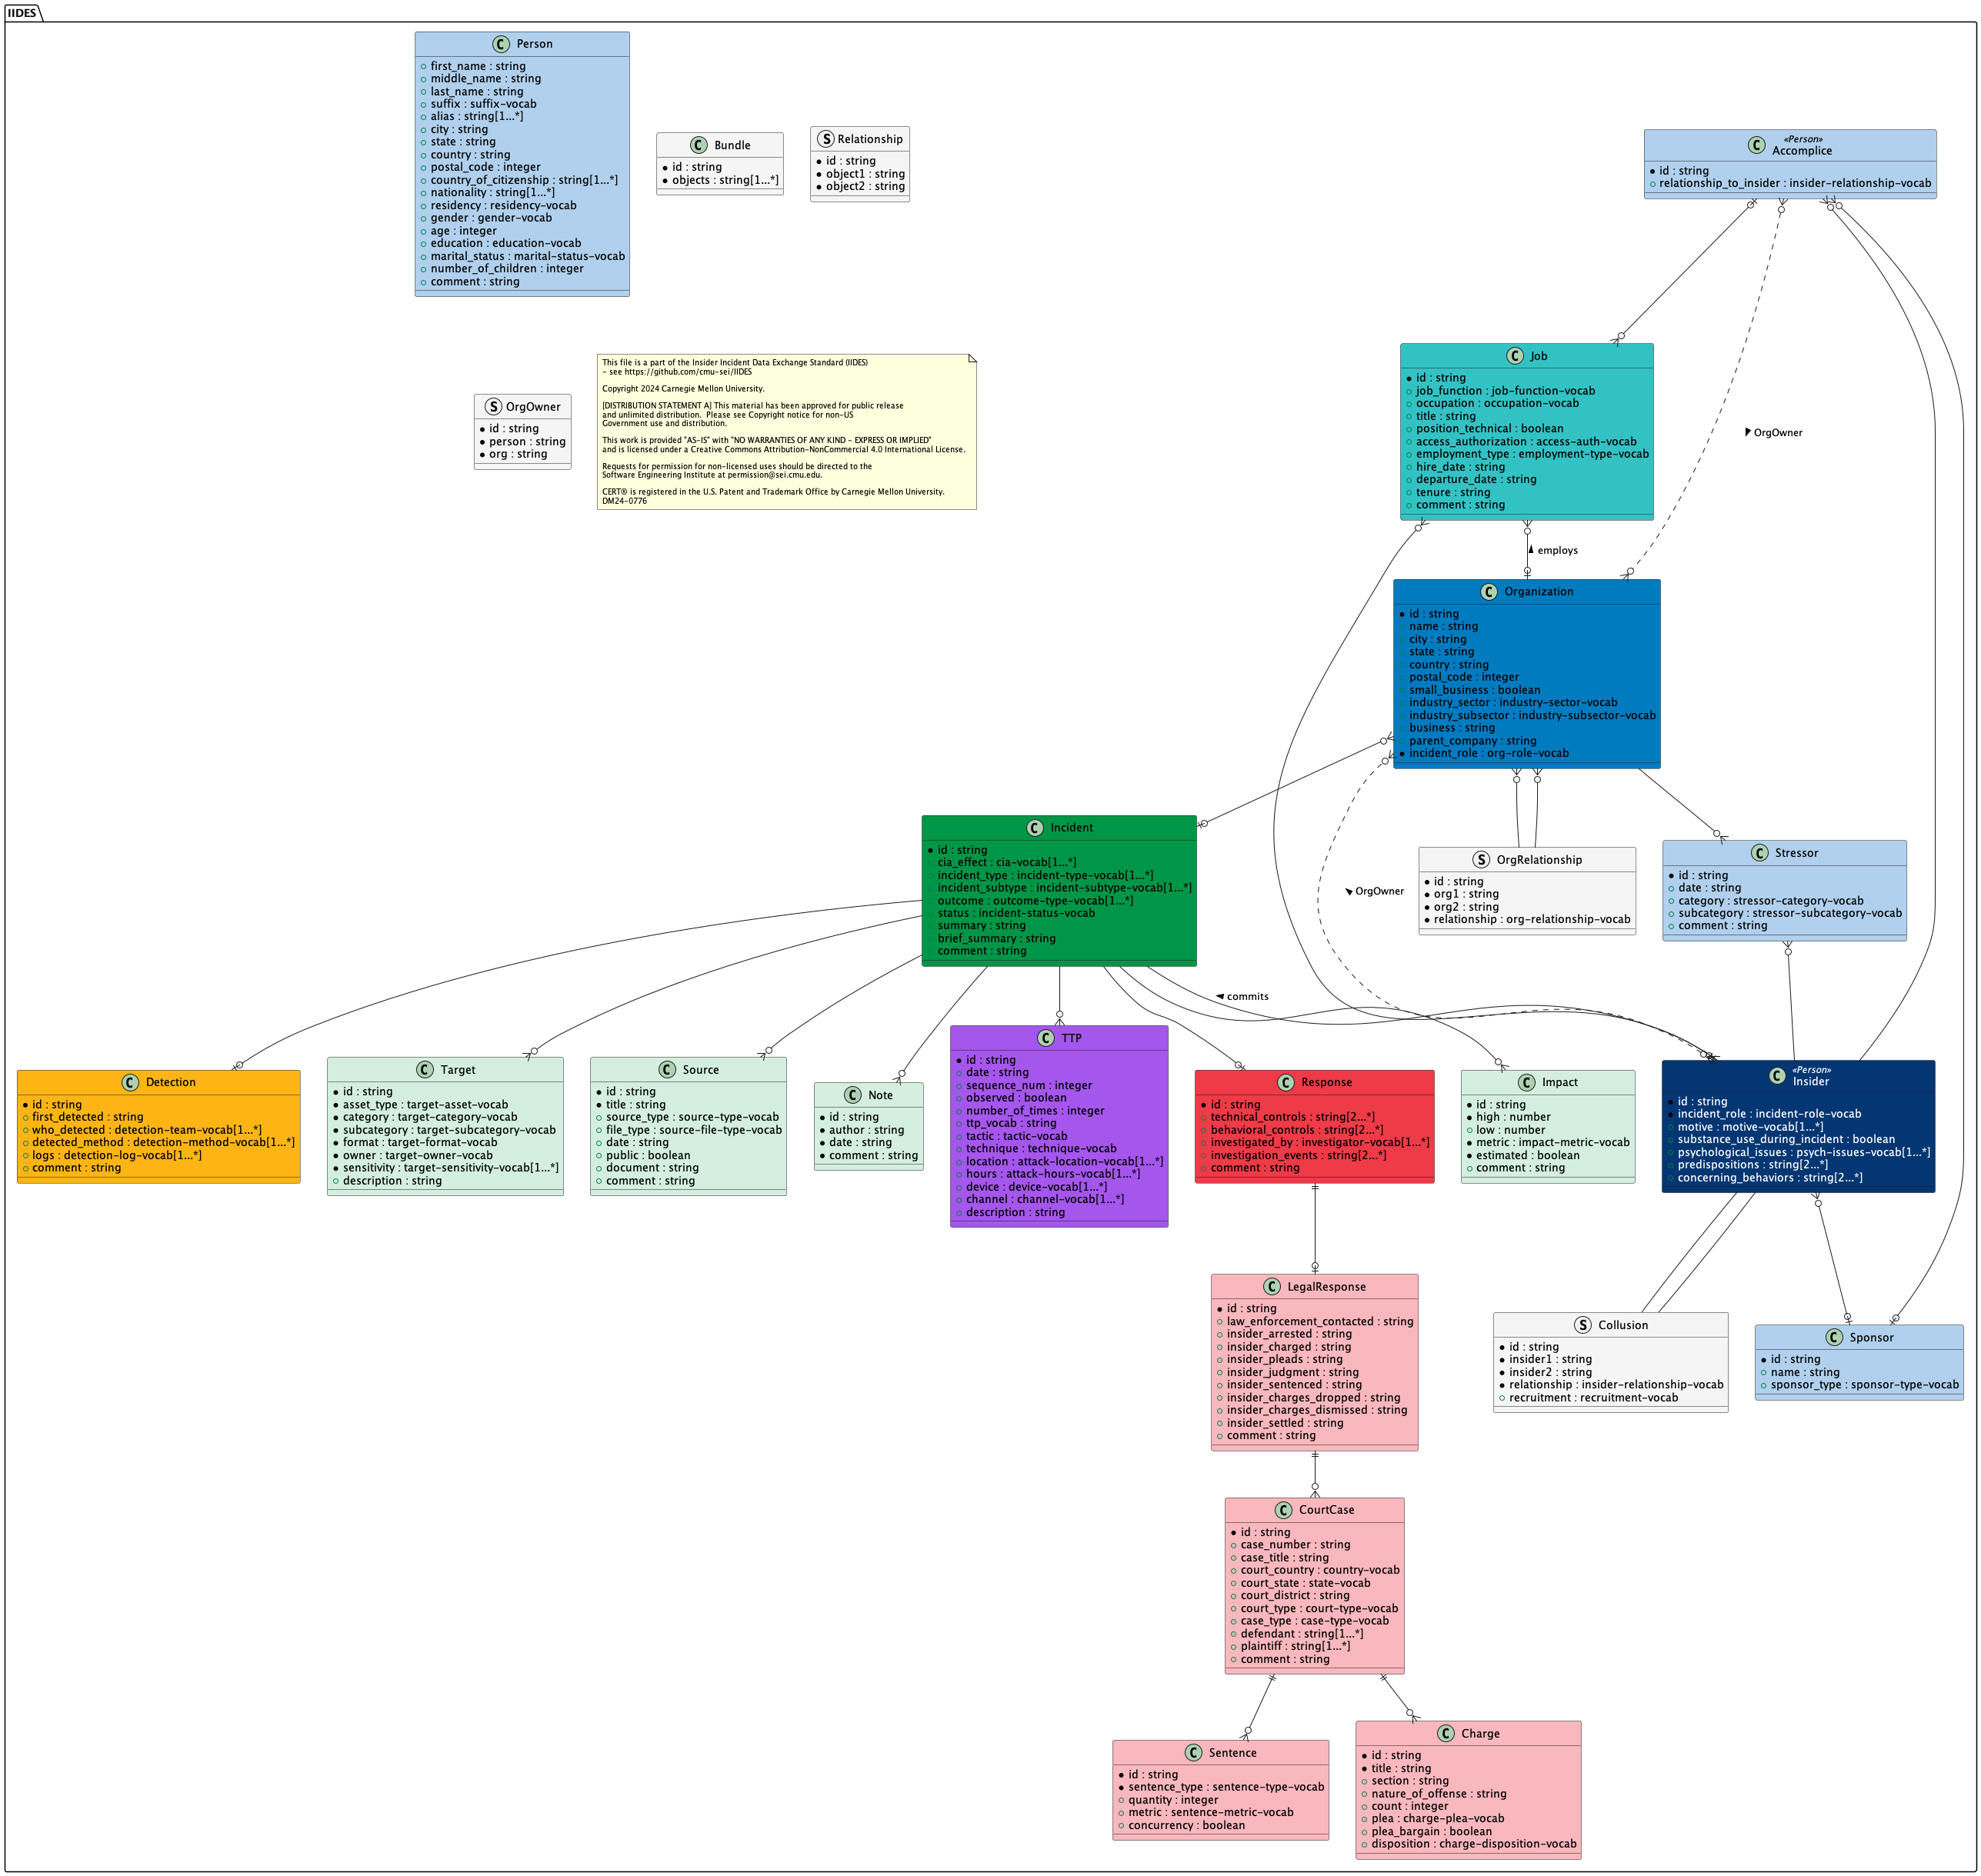 IIDES
Person
first_name : string
middle_name : string
last_name : string
suffix : suffix-vocab
alias : string[1...*]
city : string
state : string
country : string
postal_code : integer
country_of_citizenship : string[1...*]
nationality : string[1...*]
residency : residency-vocab
gender : gender-vocab
age : integer
education : education-vocab
marital_status : marital-status-vocab
number_of_children : integer
comment : string
Bundle
id : string
objects : string[1...*]
Relationship
id : string
object1 : string
object2 : string
«Person»
Accomplice
id : string
relationship_to_insider : insider-relationship-vocab
OrgOwner
id : string
person : string
org : string
This file is a part of the Insider Incident Data Exchange Standard (IIDES)
- see https://github.com/cmu-sei/IIDES
Copyright 2024 Carnegie Mellon University.
[DISTRIBUTION STATEMENT A] This material has been approved for public release
and unlimited distribution.  Please see Copyright notice for non-US
Government use and distribution.
This work is provided "AS-IS" with "NO WARRANTIES OF ANY KIND - EXPRESS OR IMPLIED"
and is licensed under a Creative Commons Attribution-NonCommercial 4.0 International License.
Requests for permission for non-licensed uses should be directed to the
Software Engineering Institute at permission@sei.cmu.edu.
CERT® is registered in the U.S. Patent and Trademark Office by Carnegie Mellon University.
DM24-0776
Job
id : string
job_function : job-function-vocab
occupation : occupation-vocab
title : string
position_technical : boolean
access_authorization : access-auth-vocab
employment_type : employment-type-vocab
hire_date : string
departure_date : string
tenure : string
comment : string
OrgOwner
employs
Organization
id : string
name : string
city : string
state : string
country : string
postal_code : integer
small_business : boolean
industry_sector : industry-sector-vocab
industry_subsector : industry-subsector-vocab
business : string
parent_company : string
incident_role : org-role-vocab
Incident
id : string
cia_effect : cia-vocab[1...*]
incident_type : incident-type-vocab[1...*]
incident_subtype : incident-subtype-vocab[1...*]
outcome : outcome-type-vocab[1...*]
status : incident-status-vocab
summary : string
brief_summary : string
comment : string
OrgOwner
OrgRelationship
id : string
org1 : string
org2 : string
relationship : org-relationship-vocab
Stressor
id : string
date : string
category : stressor-category-vocab
subcategory : stressor-subcategory-vocab
comment : string
commits
Detection
id : string
first_detected : string
who_detected : detection-team-vocab[1...*]
detected_method : detection-method-vocab[1...*]
logs : detection-log-vocab[1...*]
comment : string
Target
id : string
asset_type : target-asset-vocab
category : target-category-vocab
subcategory : target-subcategory-vocab
format : target-format-vocab
owner : target-owner-vocab
sensitivity : target-sensitivity-vocab[1...*]
description : string
Source
id : string
title : string
source_type : source-type-vocab
file_type : source-file-type-vocab
date : string
public : boolean
document : string
comment : string
Note
id : string
author : string
date : string
comment : string
TTP
id : string
date : string
sequence_num : integer
observed : boolean
number_of_times : integer
ttp_vocab : string
tactic : tactic-vocab
technique : technique-vocab
location : attack-location-vocab[1...*]
hours : attack-hours-vocab[1...*]
device : device-vocab[1...*]
channel : channel-vocab[1...*]
description : string
Response
id : string
technical_controls : string[2...*]
behavioral_controls : string[2...*]
investigated_by : investigator-vocab[1...*]
investigation_events : string[2...*]
comment : string
Impact
id : string
high : number
low : number
metric : impact-metric-vocab
estimated : boolean
comment : string
«Person»
Insider
id : string
incident_role : incident-role-vocab
motive : motive-vocab[1...*]
substance_use_during_incident : boolean
psychological_issues : psych-issues-vocab[1...*]
predispositions : string[2...*]
concerning_behaviors : string[2...*]
LegalResponse
id : string
law_enforcement_contacted : string
insider_arrested : string
insider_charged : string
insider_pleads : string
insider_judgment : string
insider_sentenced : string
insider_charges_dropped : string
insider_charges_dismissed : string
insider_settled : string
comment : string
Collusion
id : string
insider1 : string
insider2 : string
relationship : insider-relationship-vocab
recruitment : recruitment-vocab
Sponsor
id : string
name : string
sponsor_type : sponsor-type-vocab
CourtCase
id : string
case_number : string
case_title : string
court_country : country-vocab
court_state : state-vocab
court_district : string
court_type : court-type-vocab
case_type : case-type-vocab
defendant : string[1...*]
plaintiff : string[1...*]
comment : string
Sentence
id : string
sentence_type : sentence-type-vocab
quantity : integer
metric : sentence-metric-vocab
concurrency : boolean
Charge
id : string
title : string
section : string
nature_of_offense : string
count : integer
plea : charge-plea-vocab
plea_bargain : boolean
disposition : charge-disposition-vocab